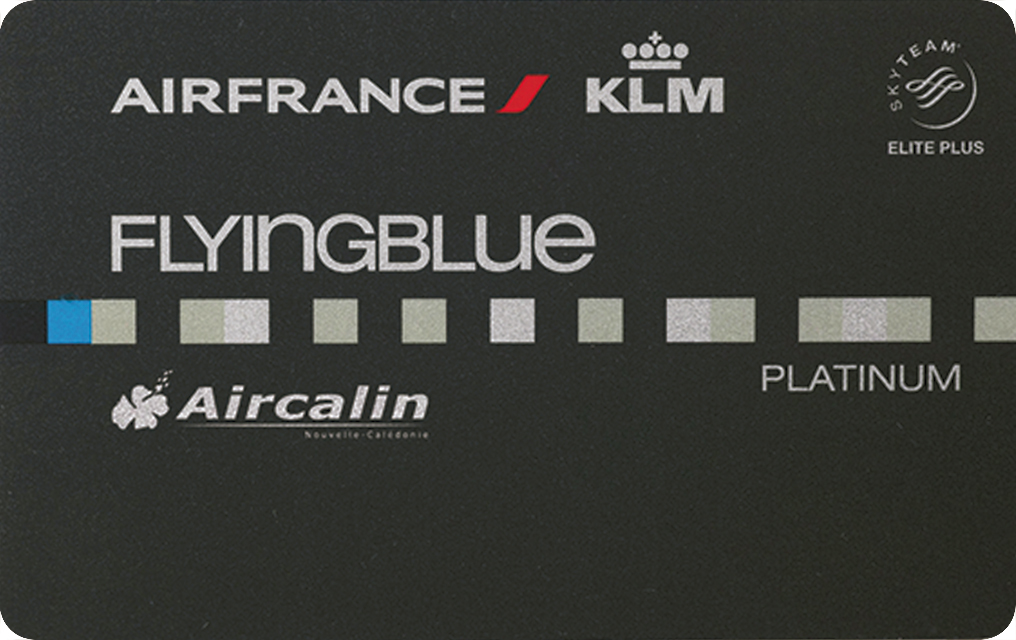 AIRFRANCE KLM
SKYTEAM
ELITE PLUS
FLYINGBLUE
PLATINUM
Aircalin
Nouvelle-Calédonie